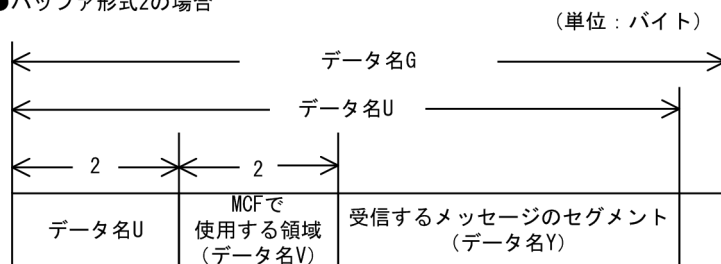 ●バッファ形式2の場合
(単位：バイト)
データ名G
データ名U
2
2
データ名U
MCFで
使用する領域
(データ名V)
受信するメッセージのセグメント
(データ名Y)